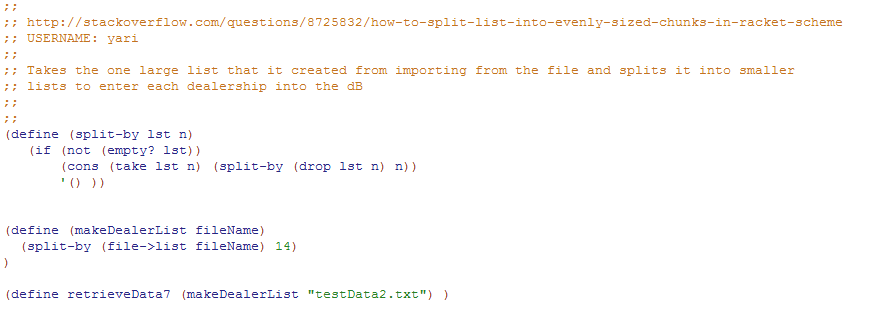 ;;
;; http://stackoverflow.com/questions/8725832/how-to-split-list-into-evenly-sized-chunks-in-racket-scheme
;; USERNAME: yari
;;
;; Takes the one large list that it created from importing from the file and splits it into smaller
;; lists to enter each dealership into the dB
;;
;;
(define (split-by lst n)
   (if (not (empty? lst))
       (cons (take lst n) (split-by (drop lst n) n))
       '() ))
(define (makeDealerList fileName)
  (split-by (file->list fileName) 14)
)
(define retrieveData7 (makeDealerList "testData2.txt") )